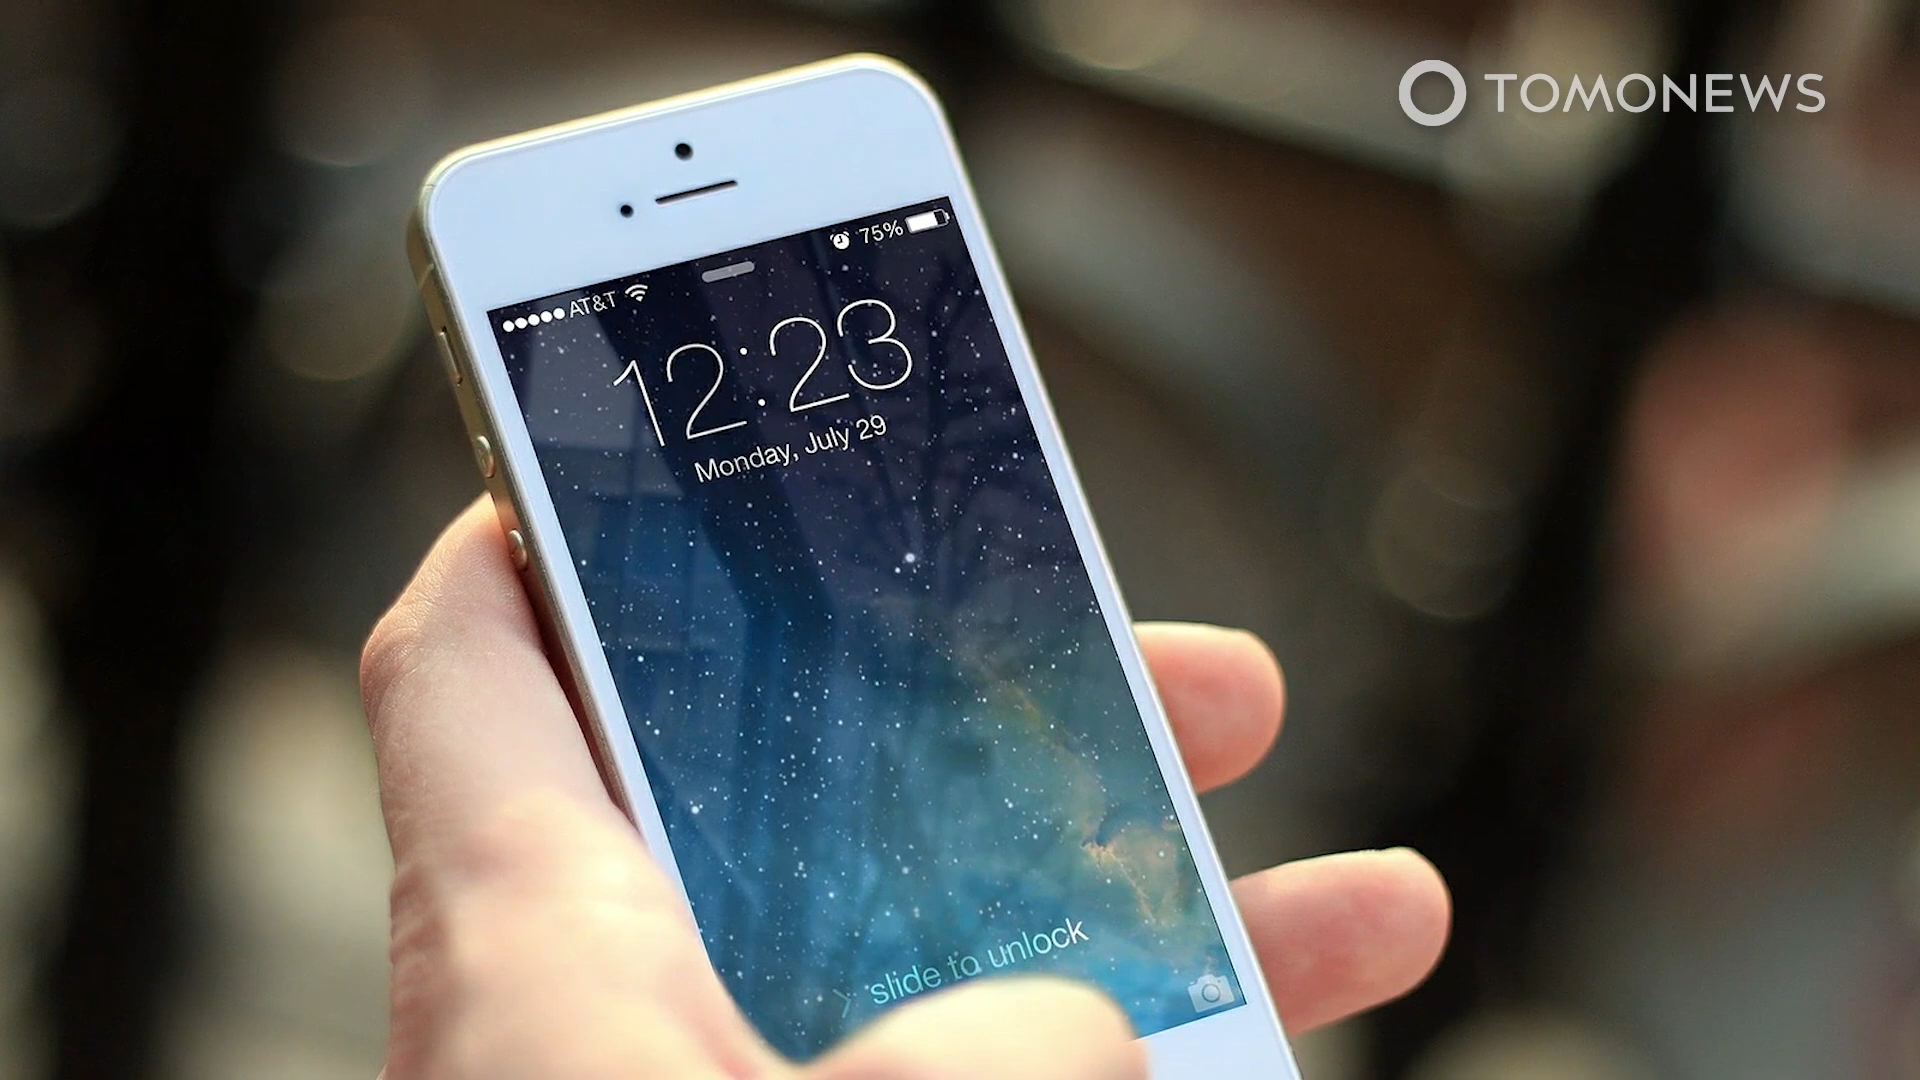 TOMONEWS
75%
AT&T
12:23
Monday, July 29
slide to unlock